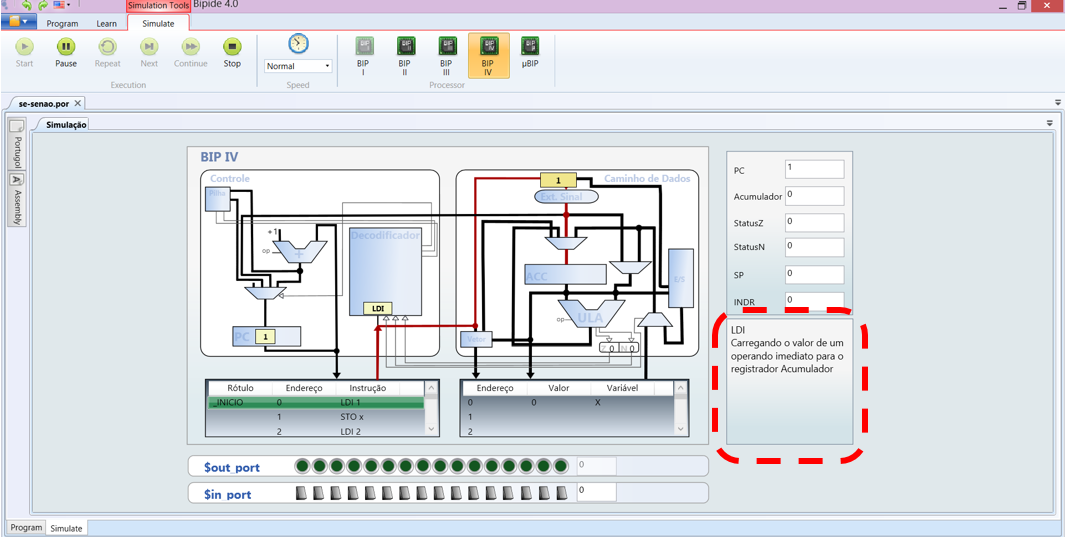 Simulation Tools Bipide 4.0
Program Learn Simulate
Start Pause Repeat Next Continue Stop
Execution
Normal
Speed
BIP I
BIP II
BIP III
BIP IV
µBIP
Processor
se-senao.por
Simulação
Portugol
Assembly
BIP IV
Controle
Pilha
+1
op
+
Decodificador
LDI
PC 1
Caminho de Dados
1
Ext. Sinal
ACC
E/S
op
ULA
Valor
Z 0 N 0
Rótulo Endereço Instrução
_INICIO 0 LDI 1
1 STO x
2 LDI 2
Endereço Valor Variável
0 0 X
1
2
PC 1
Acumulador 0
StatusZ 0
StatusN 0
SP 0
INDR 0
LDI
Carregando o valor de um
operando imediato para o
registrador Acumulador
$out_port 0
$in_port 0
Program Simulate